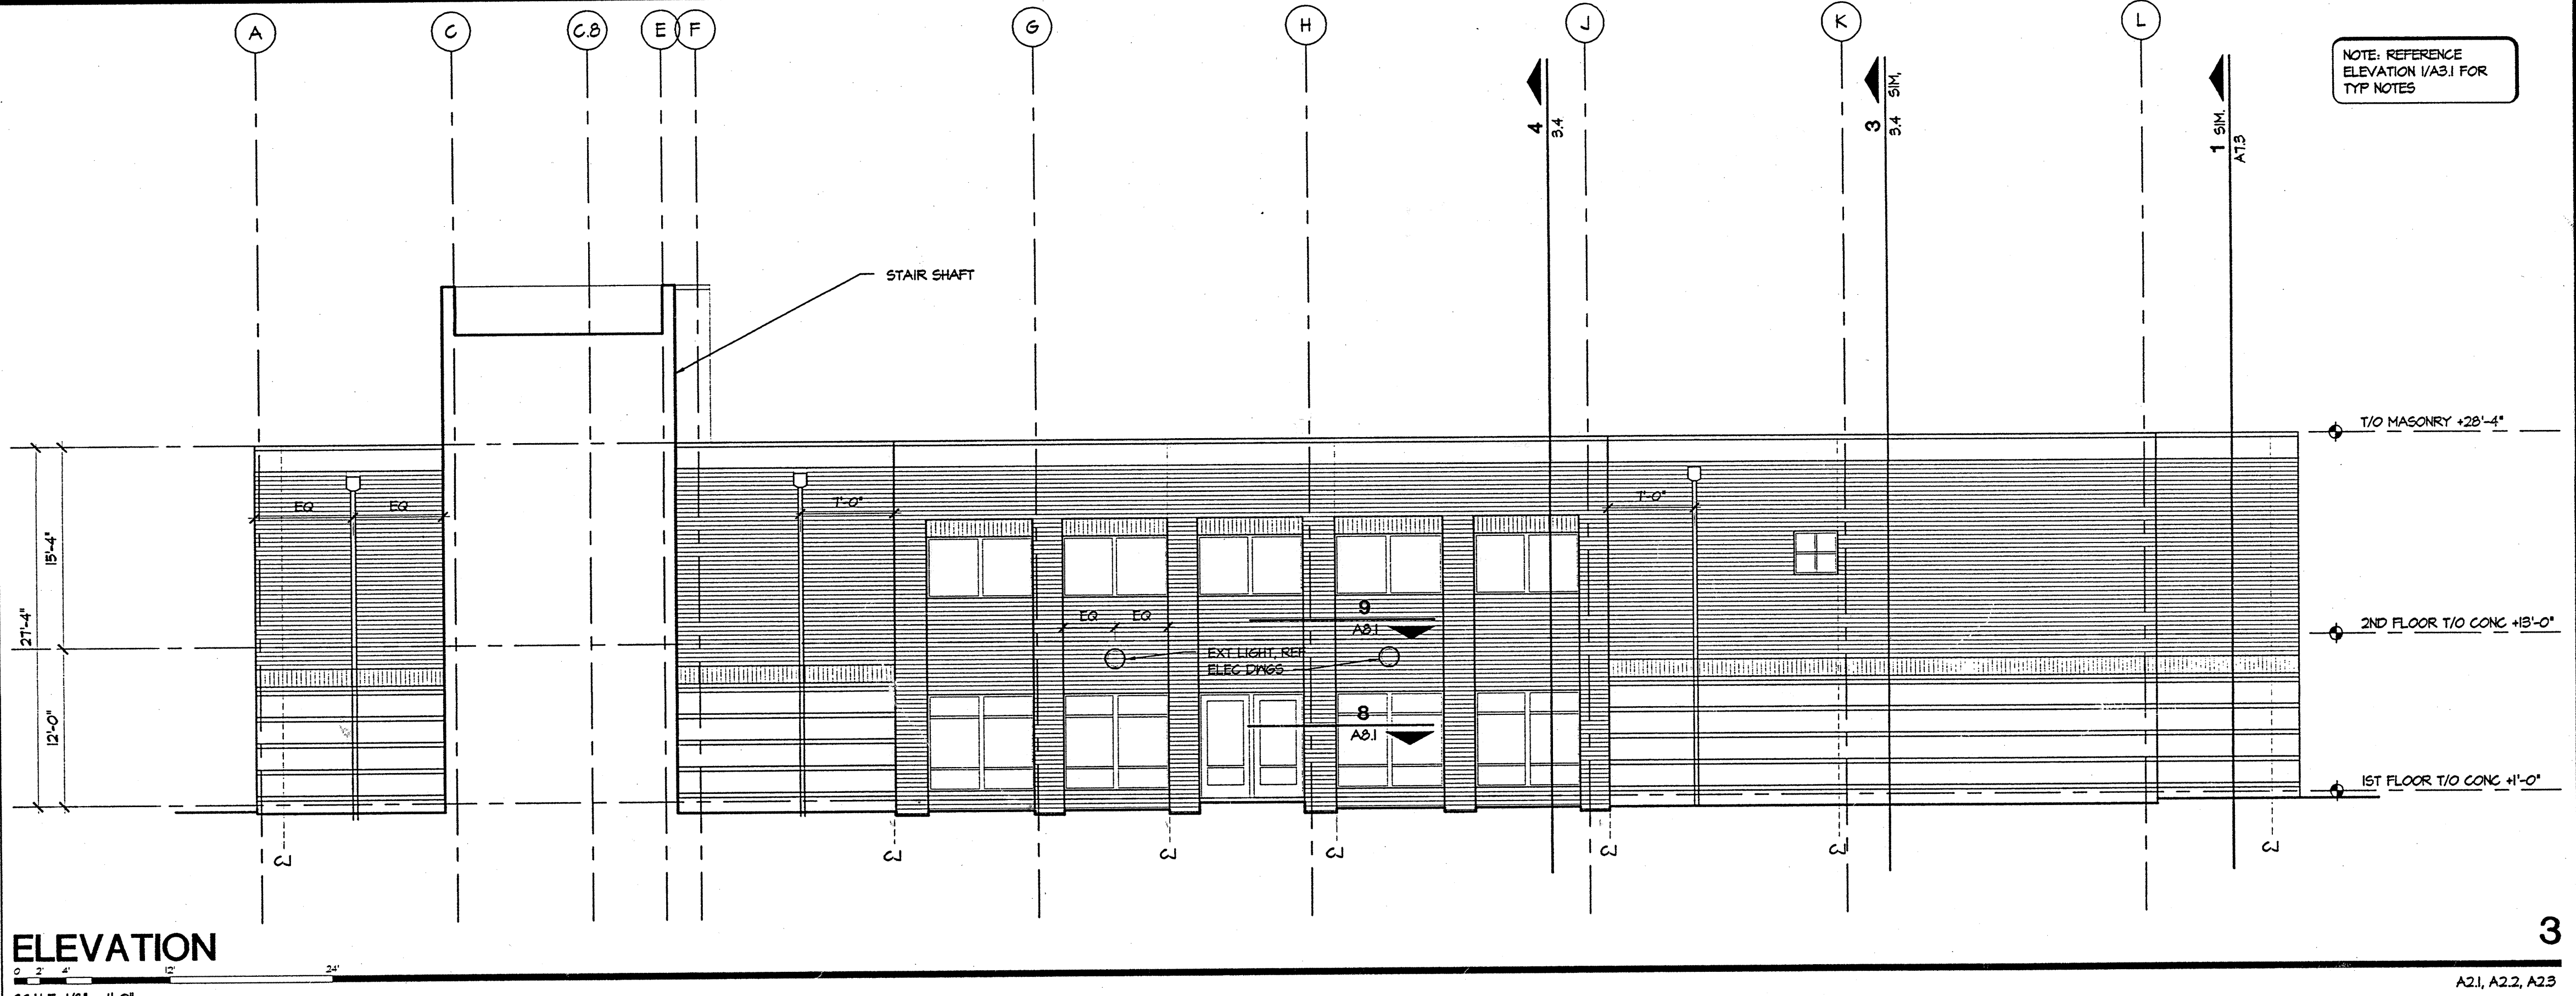 A
C
C.8
E
F
G
H
J
K
L
NOTE: REFERENCE
ELEVATION 1/A3.1 FOR
TYP NOTES
4
3.4
3
3.4
SIM.
1
SIM.
A7.3
STAIR SHAFT
T/O MASONRY +28'-4"
EQ
EQ
7'-0"
7'-0"
15'-4"
27'-4"
12'-0"
EQ
EQ
9
A8.1
EXT LIGHT, REF
ELEC DWGS
2ND FLOOR T/O CONC +13'-0"
8
A8.1
1ST FLOOR T/O CONC +1'-0"
CJ
CJ
CJ
CJ
CJ
CJ
CJ
ELEVATION
3
0 2' 4' 12' 24'
A2.1, A2.2, A2.3